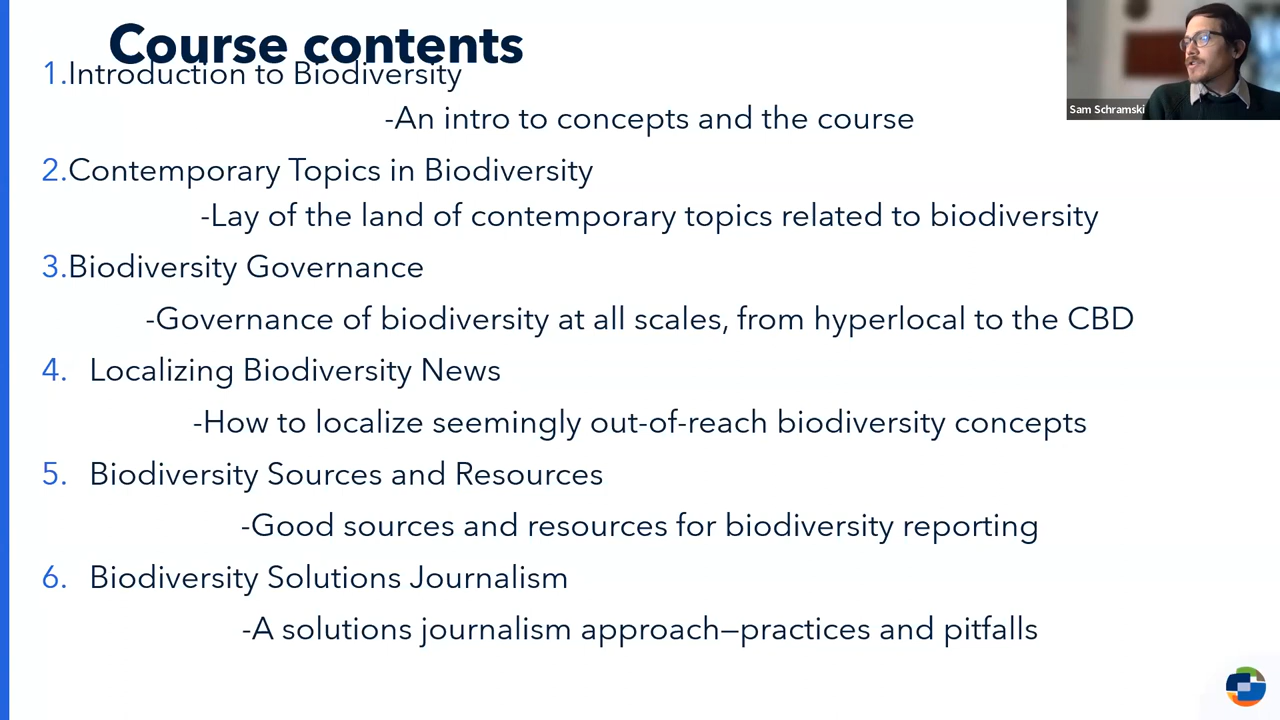 Course contents
1.Introduction to Biodiversity
-An intro to concepts and the course
2.Contemporary Topics in Biodiversity
-Lay of the land of contemporary topics related to biodiversity
3.Biodiversity Governance
-Governance of biodiversity at all scales, from hyperlocal to the CBD
4. Localizing Biodiversity News
-How to localize seemingly out-of-reach biodiversity concepts
5. Biodiversity Sources and Resources
-Good sources and resources for biodiversity reporting
6. Biodiversity Solutions Journalism
-A solutions journalism approach—practices and pitfalls
Sam Schramski